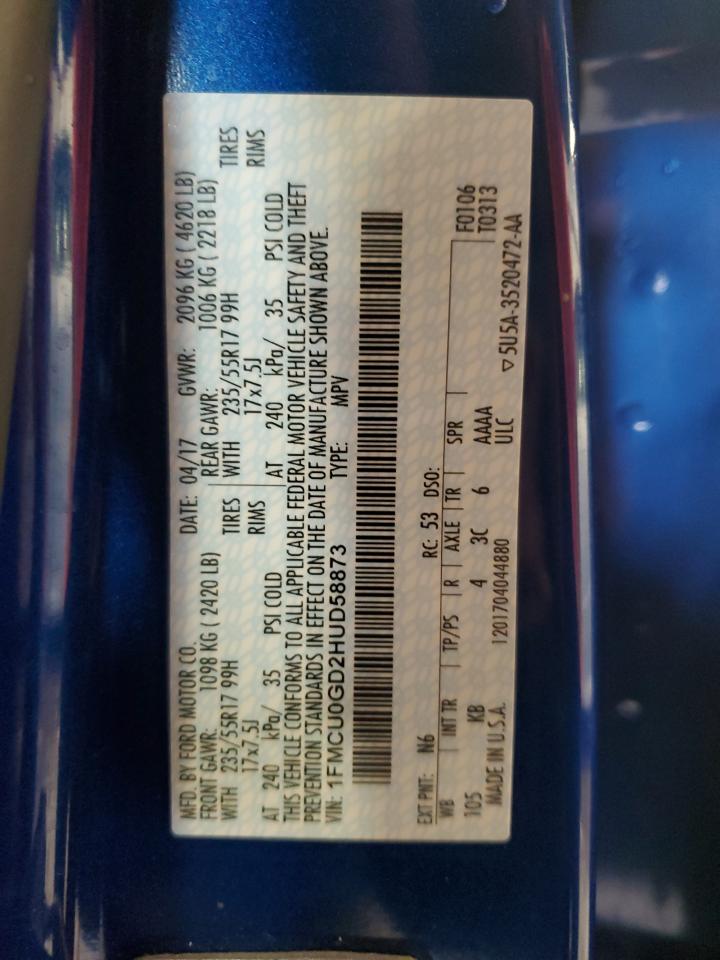 MFD. BY FORD MOTOR CO. DATE: 04/17 GVWR: 2096 KG ( 4620 LB)
FRONT GAWR: 1098 KG ( 2420 LB) REAR GAWR: 1006 KG ( 2218 LB)
WITH 235/55R17 99H TIRES WITH 235/55R17 99H TIRES
17x7.5J RIMS 17x7.5J RIMS
AT 240 kPa/ 35 PSI COLD AT 240 kPa/ 35 PSI COLD
THIS VEHICLE CONFORMS TO ALL APPLICABLE FEDERAL MOTOR VEHICLE SAFETY AND THEFT
PREVENTION STANDARDS IN EFFECT ON THE DATE OF MANUFACTURE SHOWN ABOVE.
VIN: 1FMCU0GD2HUD58873 TYPE: MPV
EXT PNT: N6 RC: 53 DSO:
WB INT TR TP/PS R AXLE TR SPR F0106
105 KB 4 3C 6 AAAA T0313
MADE IN U.S.A. 1201704044880 ULC ▽5U5A-3520472-AA